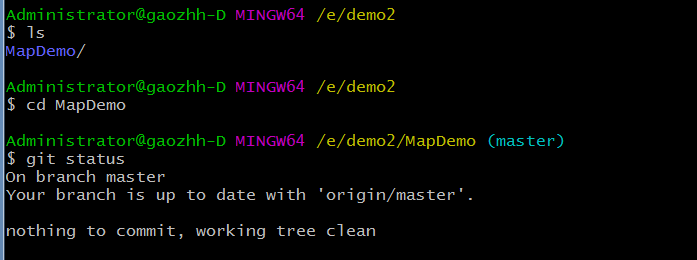 Administrator@gaozhh-D MINGW64 /e/demo2
$ ls
MapDemo/
Administrator@gaozhh-D MINGW64 /e/demo2
$ cd MapDemo
Administrator@gaozhh-D MINGW64 /e/demo2/MapDemo (master)
$ git status
On branch master
Your branch is up to date with 'origin/master'.
nothing to commit, working tree clean